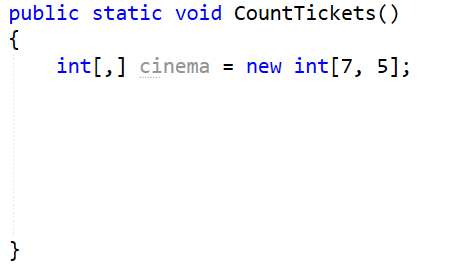 public static void CountTickets()
{
int[,] cinema = new int[7, 5];
}